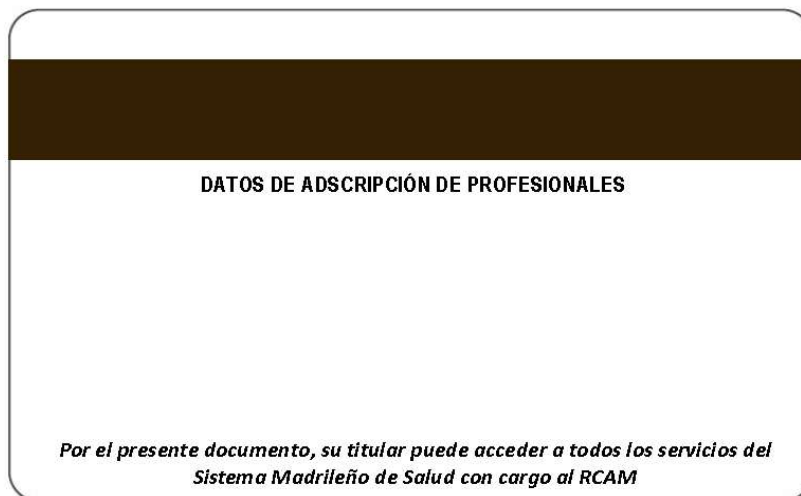 DATOS DE ADSCRIPCIÓN DE PROFESIONALES
Por el presente documento, su titular puede acceder a todos los servicios del
Sistema Madrileño de Salud con cargo al RCAM